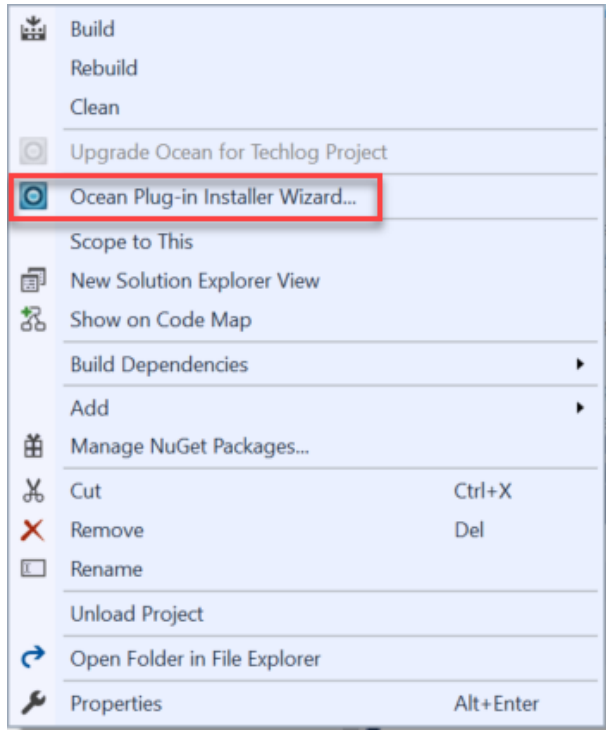 Build
Rebuild
Clean
Upgrade Ocean for Techlog Project
Ocean Plug-in Installer Wizard...
Scope to This
New Solution Explorer View
Show on Code Map
Build Dependencies
Add
Manage NuGet Packages...
Cut Ctrl+X
Remove Del
Rename
Unload Project
Open Folder in File Explorer
Properties Alt+Enter